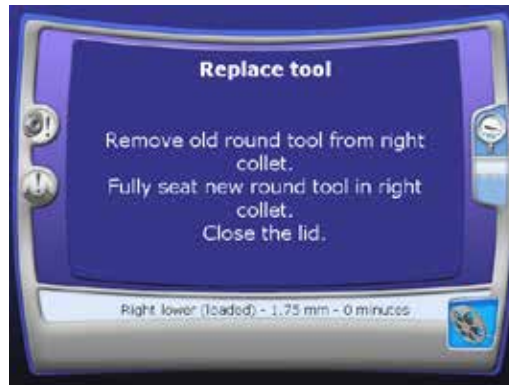 Replace tool
Remove old round tool from right
collet.
Fully seat new round tool in right
collet.
Close the lid.
Right lower (loaded) - 1.75 mm - 0 minutes